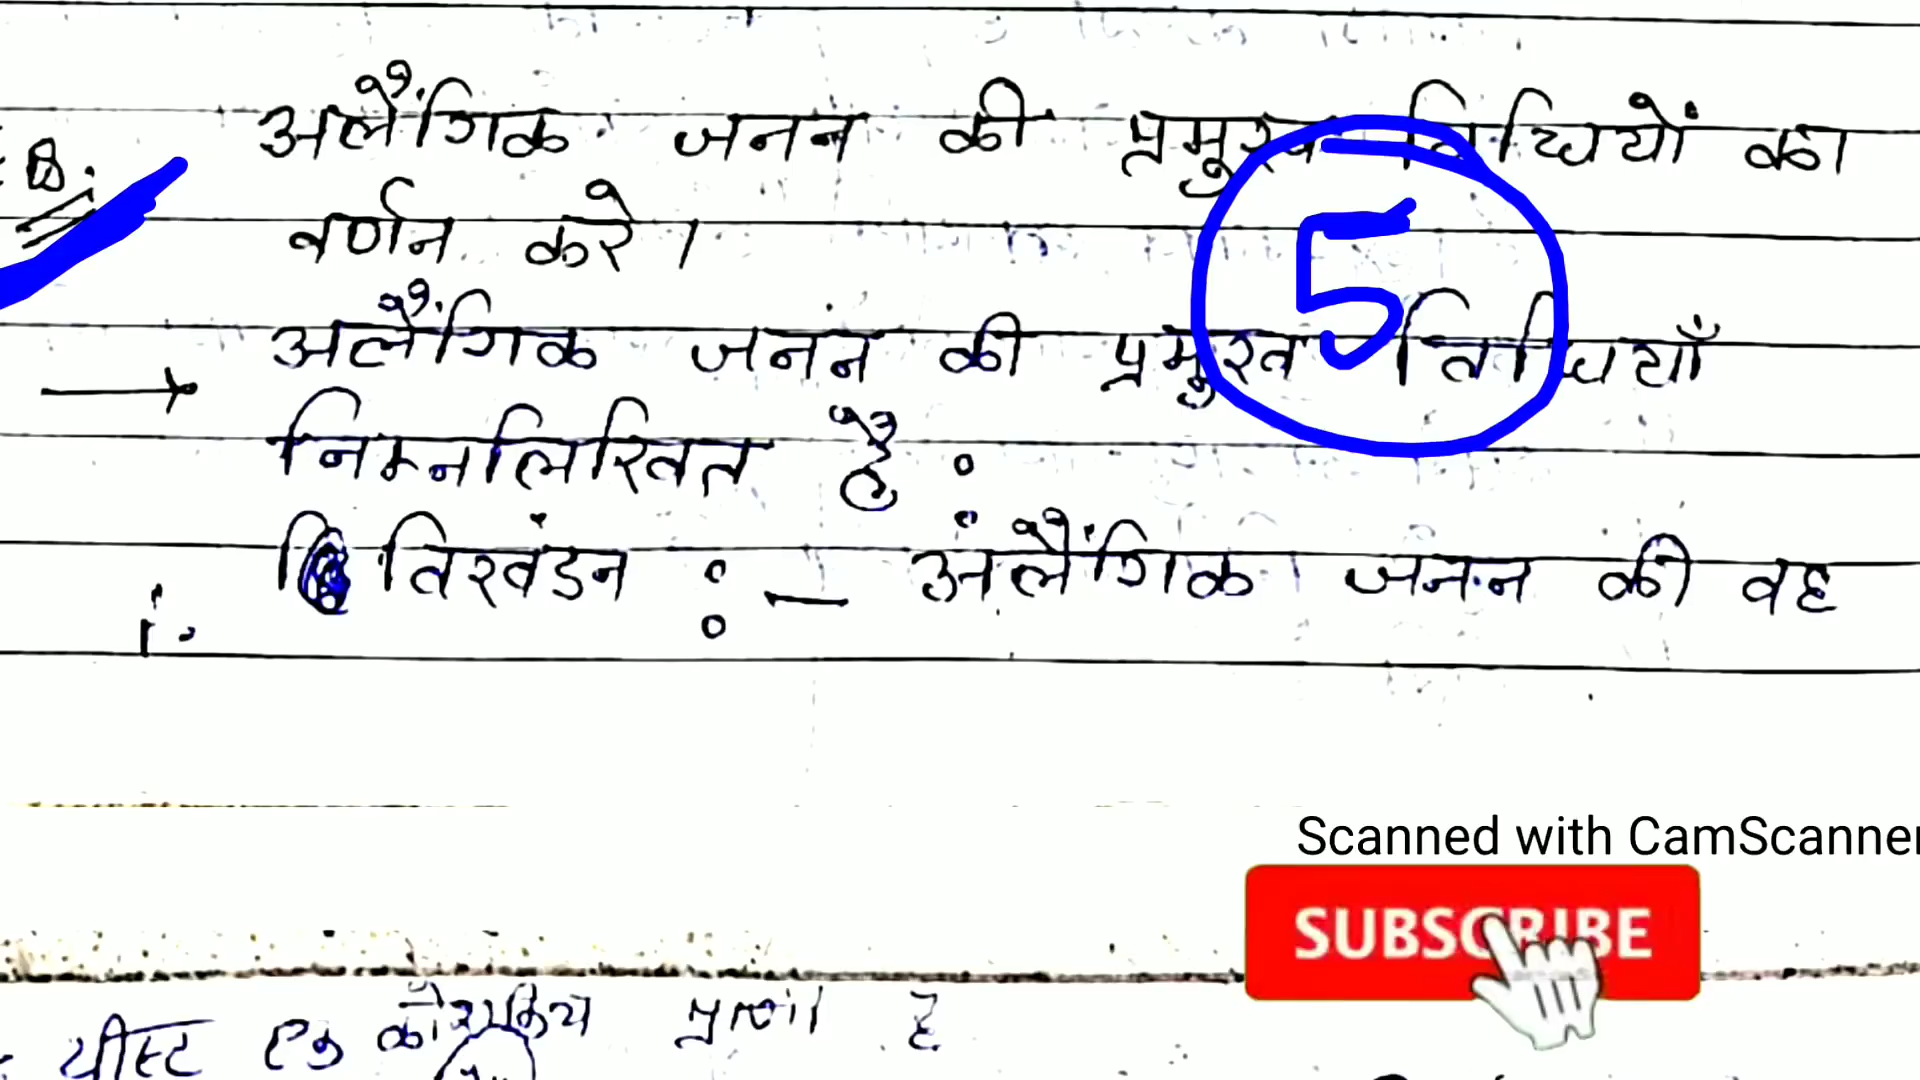 अलैंगिक जनन की प्रमुख विधियों का
B.
वर्णन करे ।
5
अलैंगिक जनन की प्रमुख विधियाँ
→ निम्नलिखित है :
i. विखंडन :— अलैंगिक जनन की वह
Scanned with CamScanner
SUBSCRIBE
यीस्ट एक कोशकिय प्राणी है